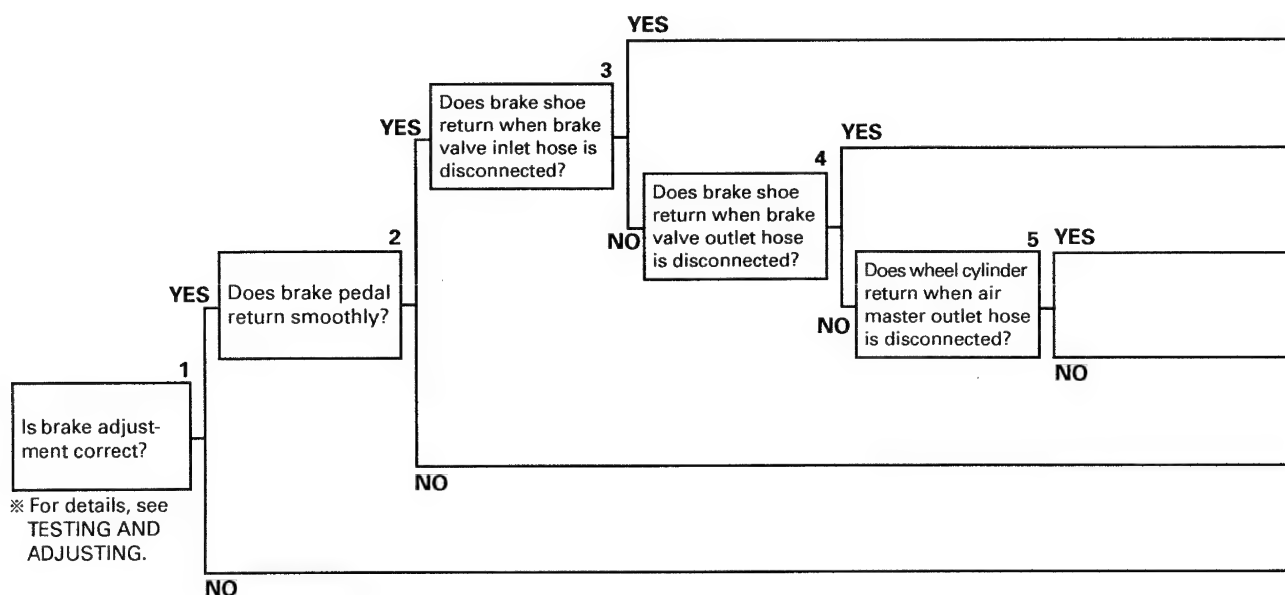 1
Is brake adjust-
ment correct?
※ For details, see
TESTING AND
ADJUSTING.
YES
NO
2
Does brake pedal
return smoothly?
YES
NO
3
Does brake shoe
return when brake
valve inlet hose is
disconnected?
YES
NO
4
Does brake shoe
return when brake
valve outlet hose
is disconnected?
YES
NO
5
Does wheel cylinder
return when air
master outlet hose
is disconnected?
YES
NO